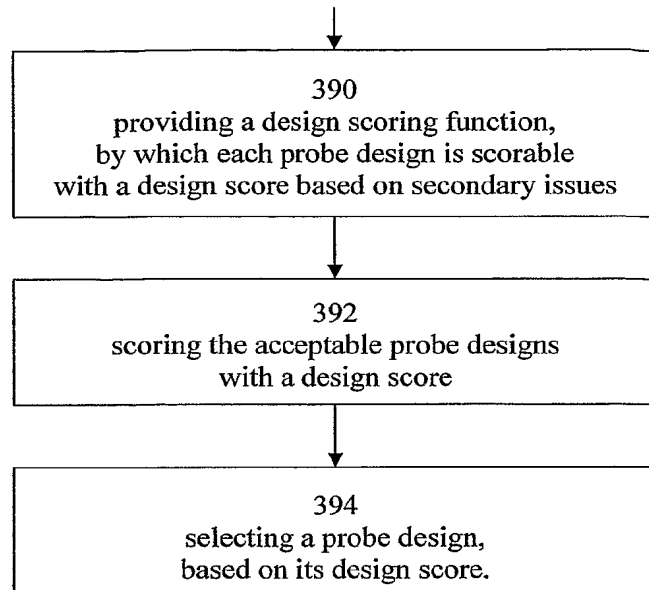 390
providing a design scoring function,
by which each probe design is scorable
with a design score based on secondary issues
392
scoring the acceptable probe designs
with a design score
394
selecting a probe design,
based on its design score.